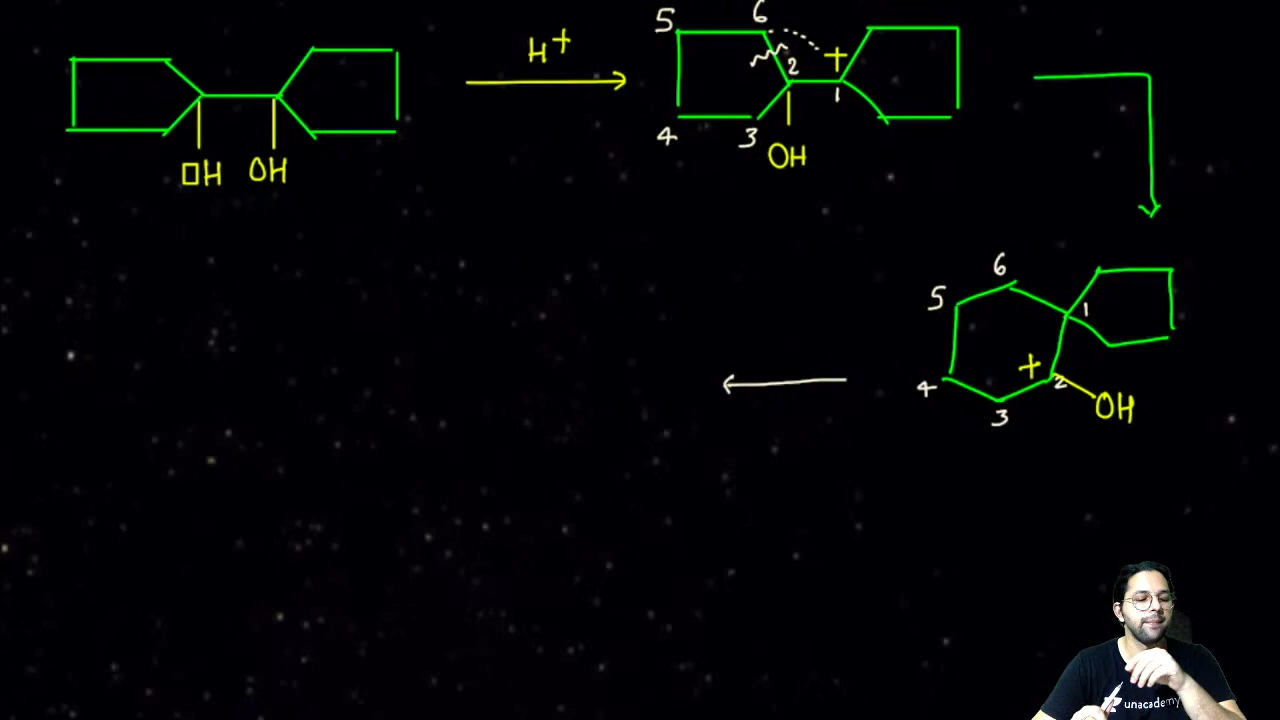 H+
OH OH
5 6 2 + 1
4 3 OH
6
5 1
+ 2
4 OH
3
unacademy